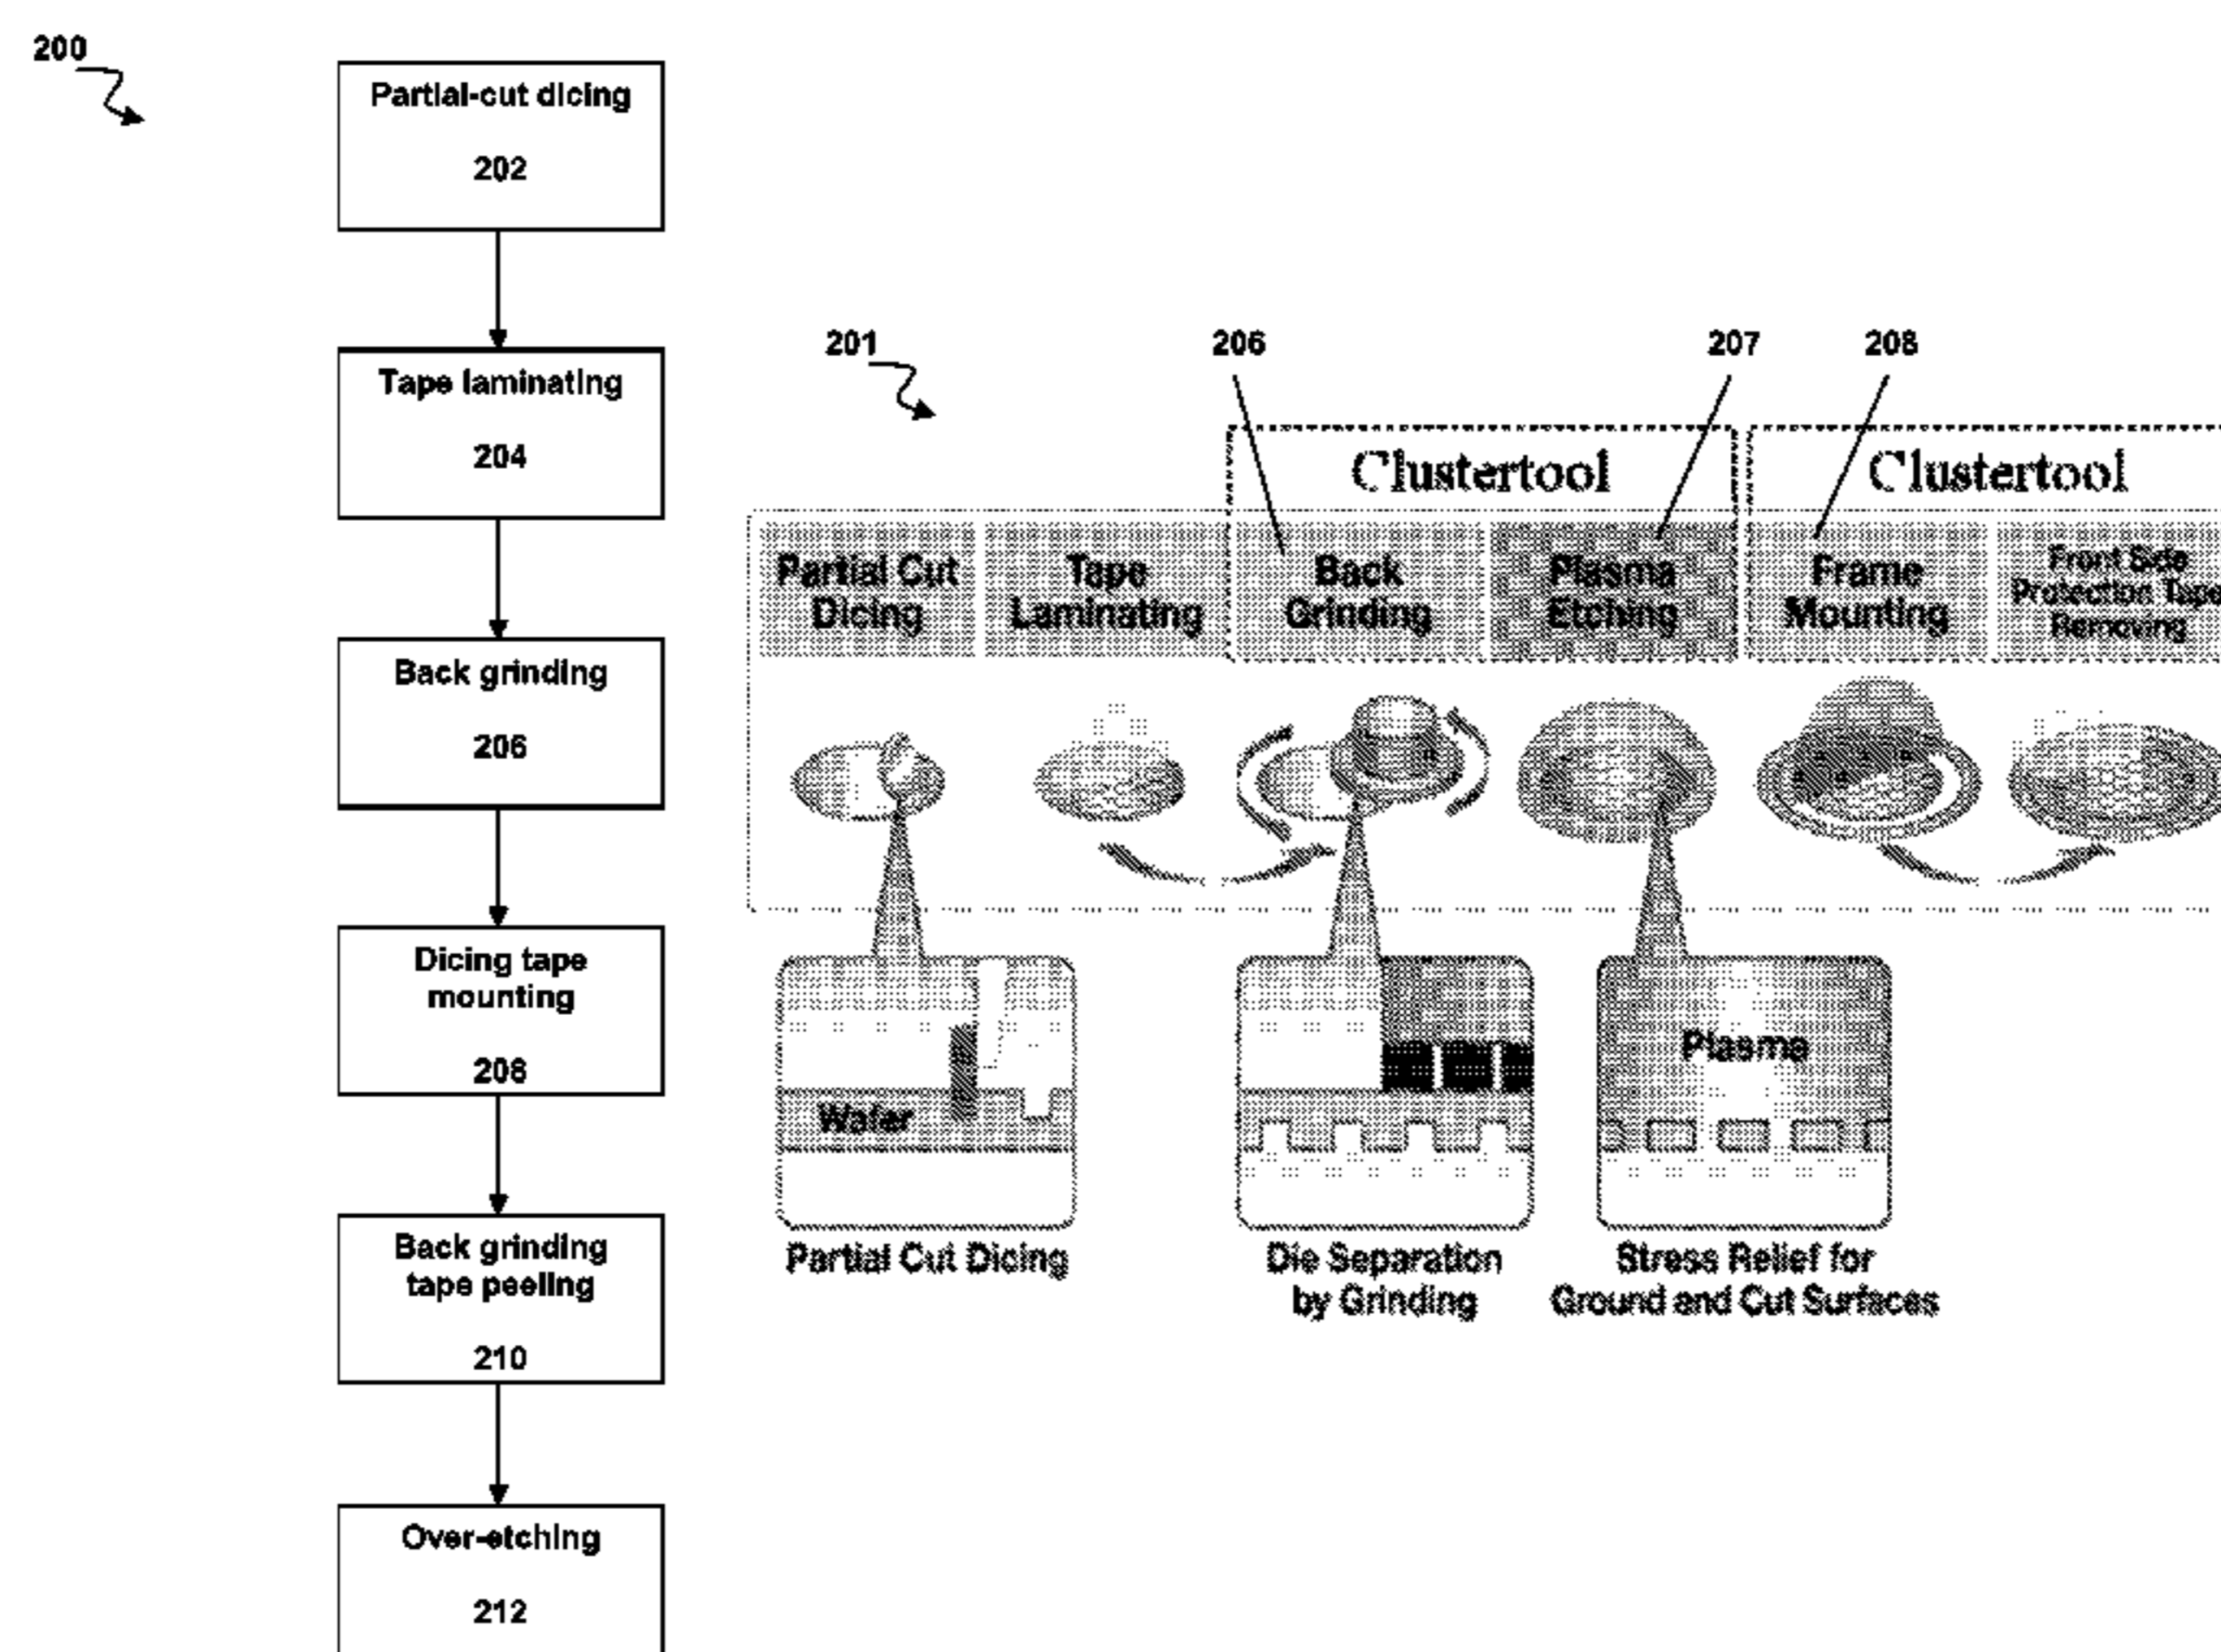 200
Partial-cut dicing
202
Tape laminating
204
Back grinding
206
Dicing tape
mounting
208
Back grinding
tape peeling
210
Over-etching
212
201
206
207
208
Clustertool
Clustertool
Partial Cut
Dicing
Tape
Laminating
Back
Grinding
Plasma
Etching
Frame
Mounting
Front Side
Protection Tape
Removing
Wafer
Plasma
Partial Cut Dicing
Die Separation
by Grinding
Stress Relief for
Ground and Cut Surfaces